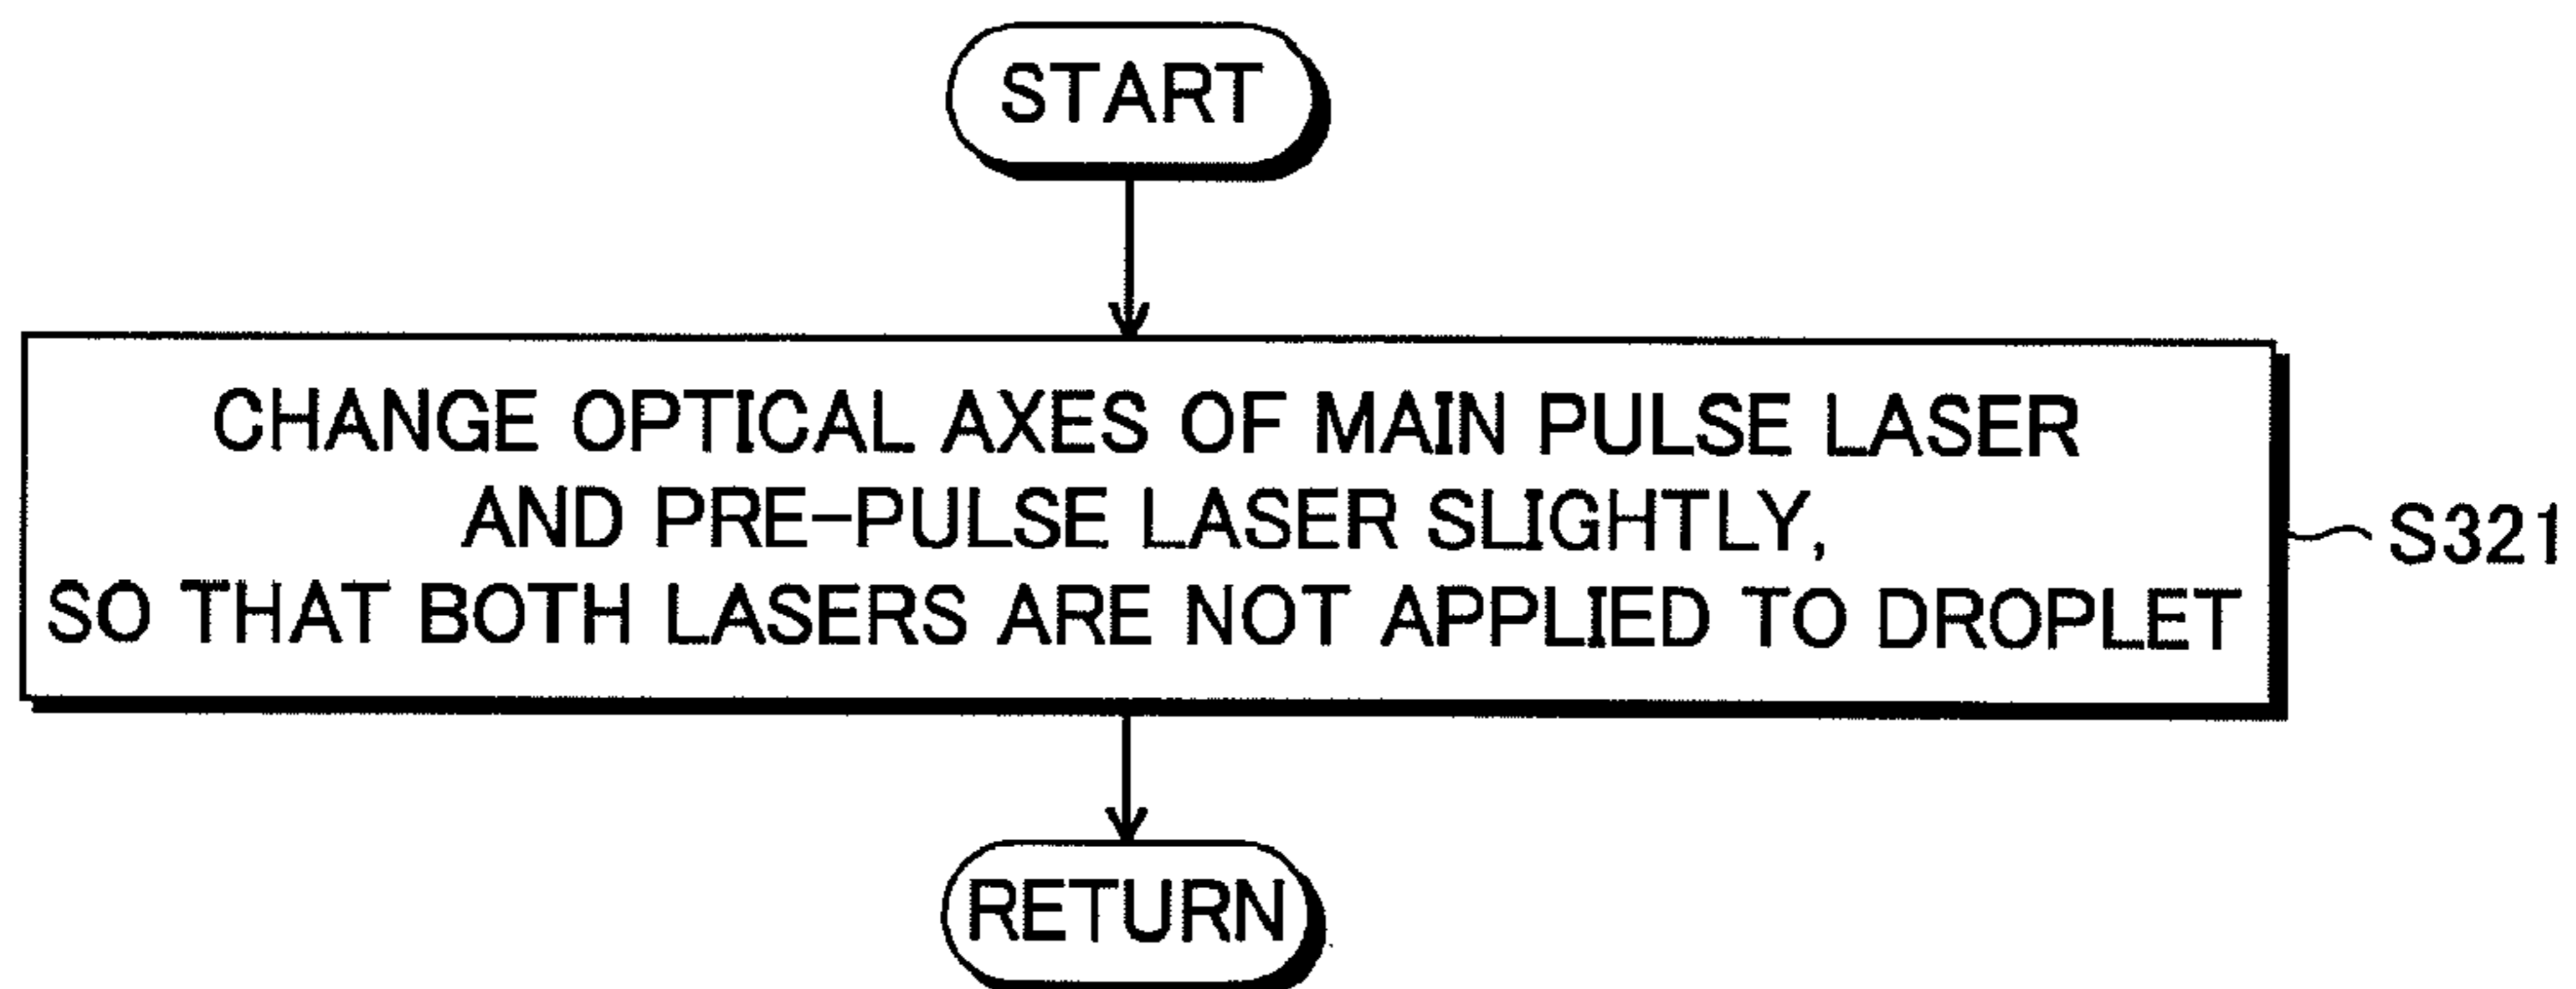 START
CHANGE OPTICAL AXES OF MAIN PULSE LASER
AND PRE-PULSE LASER SLIGHTLY,
SO THAT BOTH LASERS ARE NOT APPLIED TO DROPLET
S321
RETURN